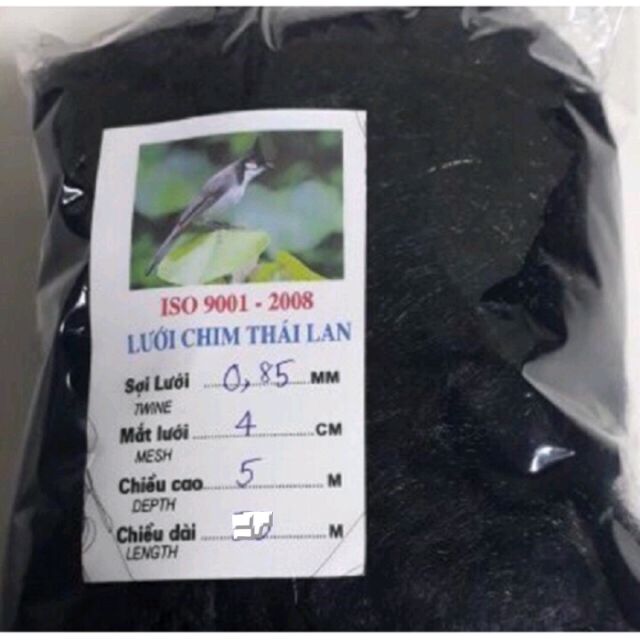 ISO 9001 - 2008
LƯỚI CHIM THÁI LAN
Sợi Lưới 0,85 MM
TWINE
Mắt lưới 4 CM
MESH
Chiều cao 5 M
DEPTH
Chiều dài M
LENGTH